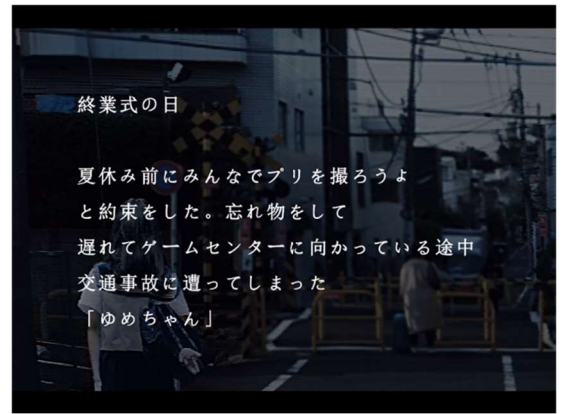 終業式の日
夏休み前にみんなでプリを撮ろうよ
と約束をした。忘れ物をして
遅れてゲームセンターに向かっている途中
交通事故に遭ってしまった
「ゆめちゃん」